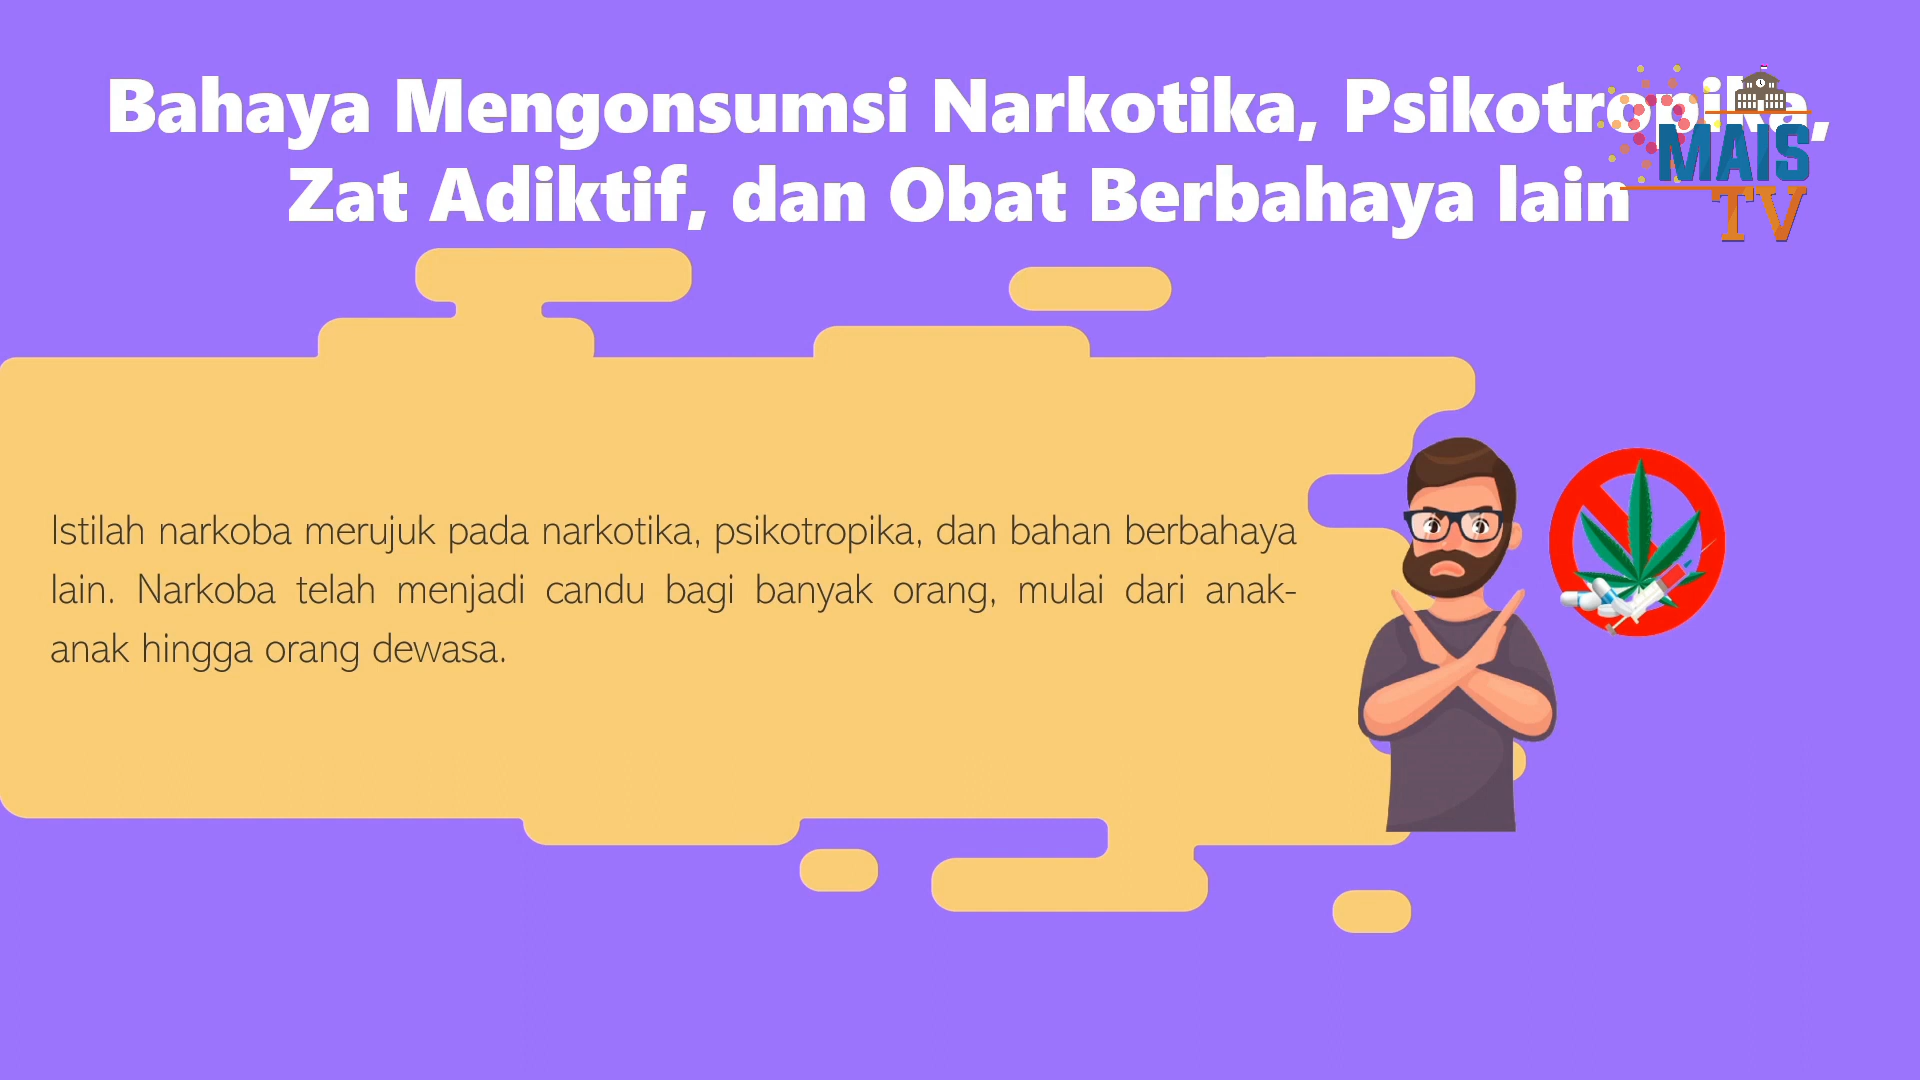 Bahaya Mengonsumsi Narkotika, Psikotropika,
Zat Adiktif, dan Obat Berbahaya lain
MAIS
TV
Istilah narkoba merujuk pada narkotika, psikotropika, dan bahan berbahaya
lain. Narkoba telah menjadi candu bagi banyak orang, mulai dari anak-
anak hingga orang dewasa.